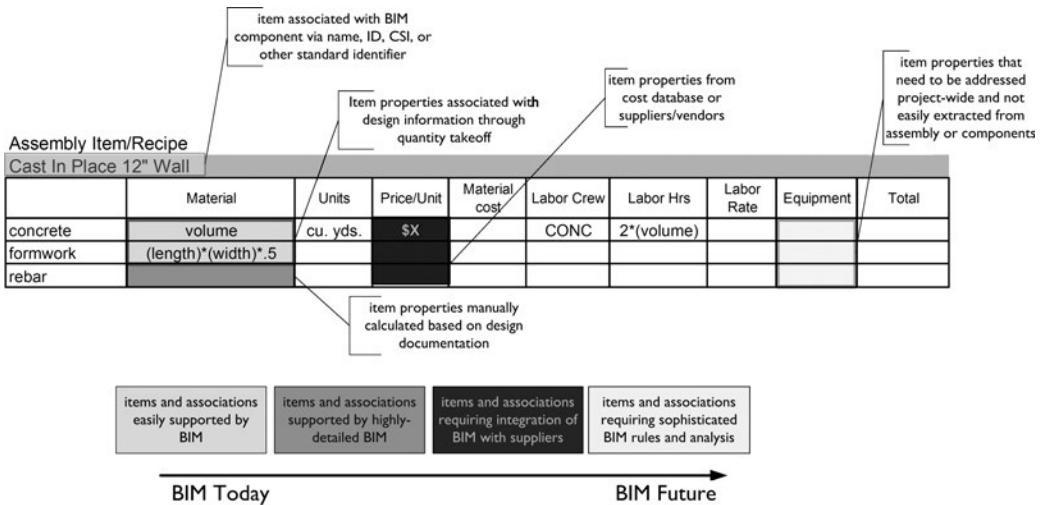 item associated with BIM
component via name, ID, CSI, or
other standard identifier
Item properties associated with
design information through
quantity takeoff
item properties from
cost database or
suppliers/vendors
item properties that
need to be addressed
project-wide and not
easily extracted from
assembly or components
Assembly Item/Recipe
Cast In Place 12" Wall
Material Units Price/Unit Material cost Labor Crew Labor Hrs Labor Rate Equipment Total
concrete volume cu. yds. $X CONC 2*(volume)
formwork (length)*(width)*.5
rebar
item properties manually
calculated based on design
documentation
items and associations
easily supported by
BIM
items and associations
supported by highly-
detailed BIM
items and associations
requiring integration of
BIM with suppliers
items and associations
requiring sophisticated
BIM rules and analysis
BIM Today BIM Future